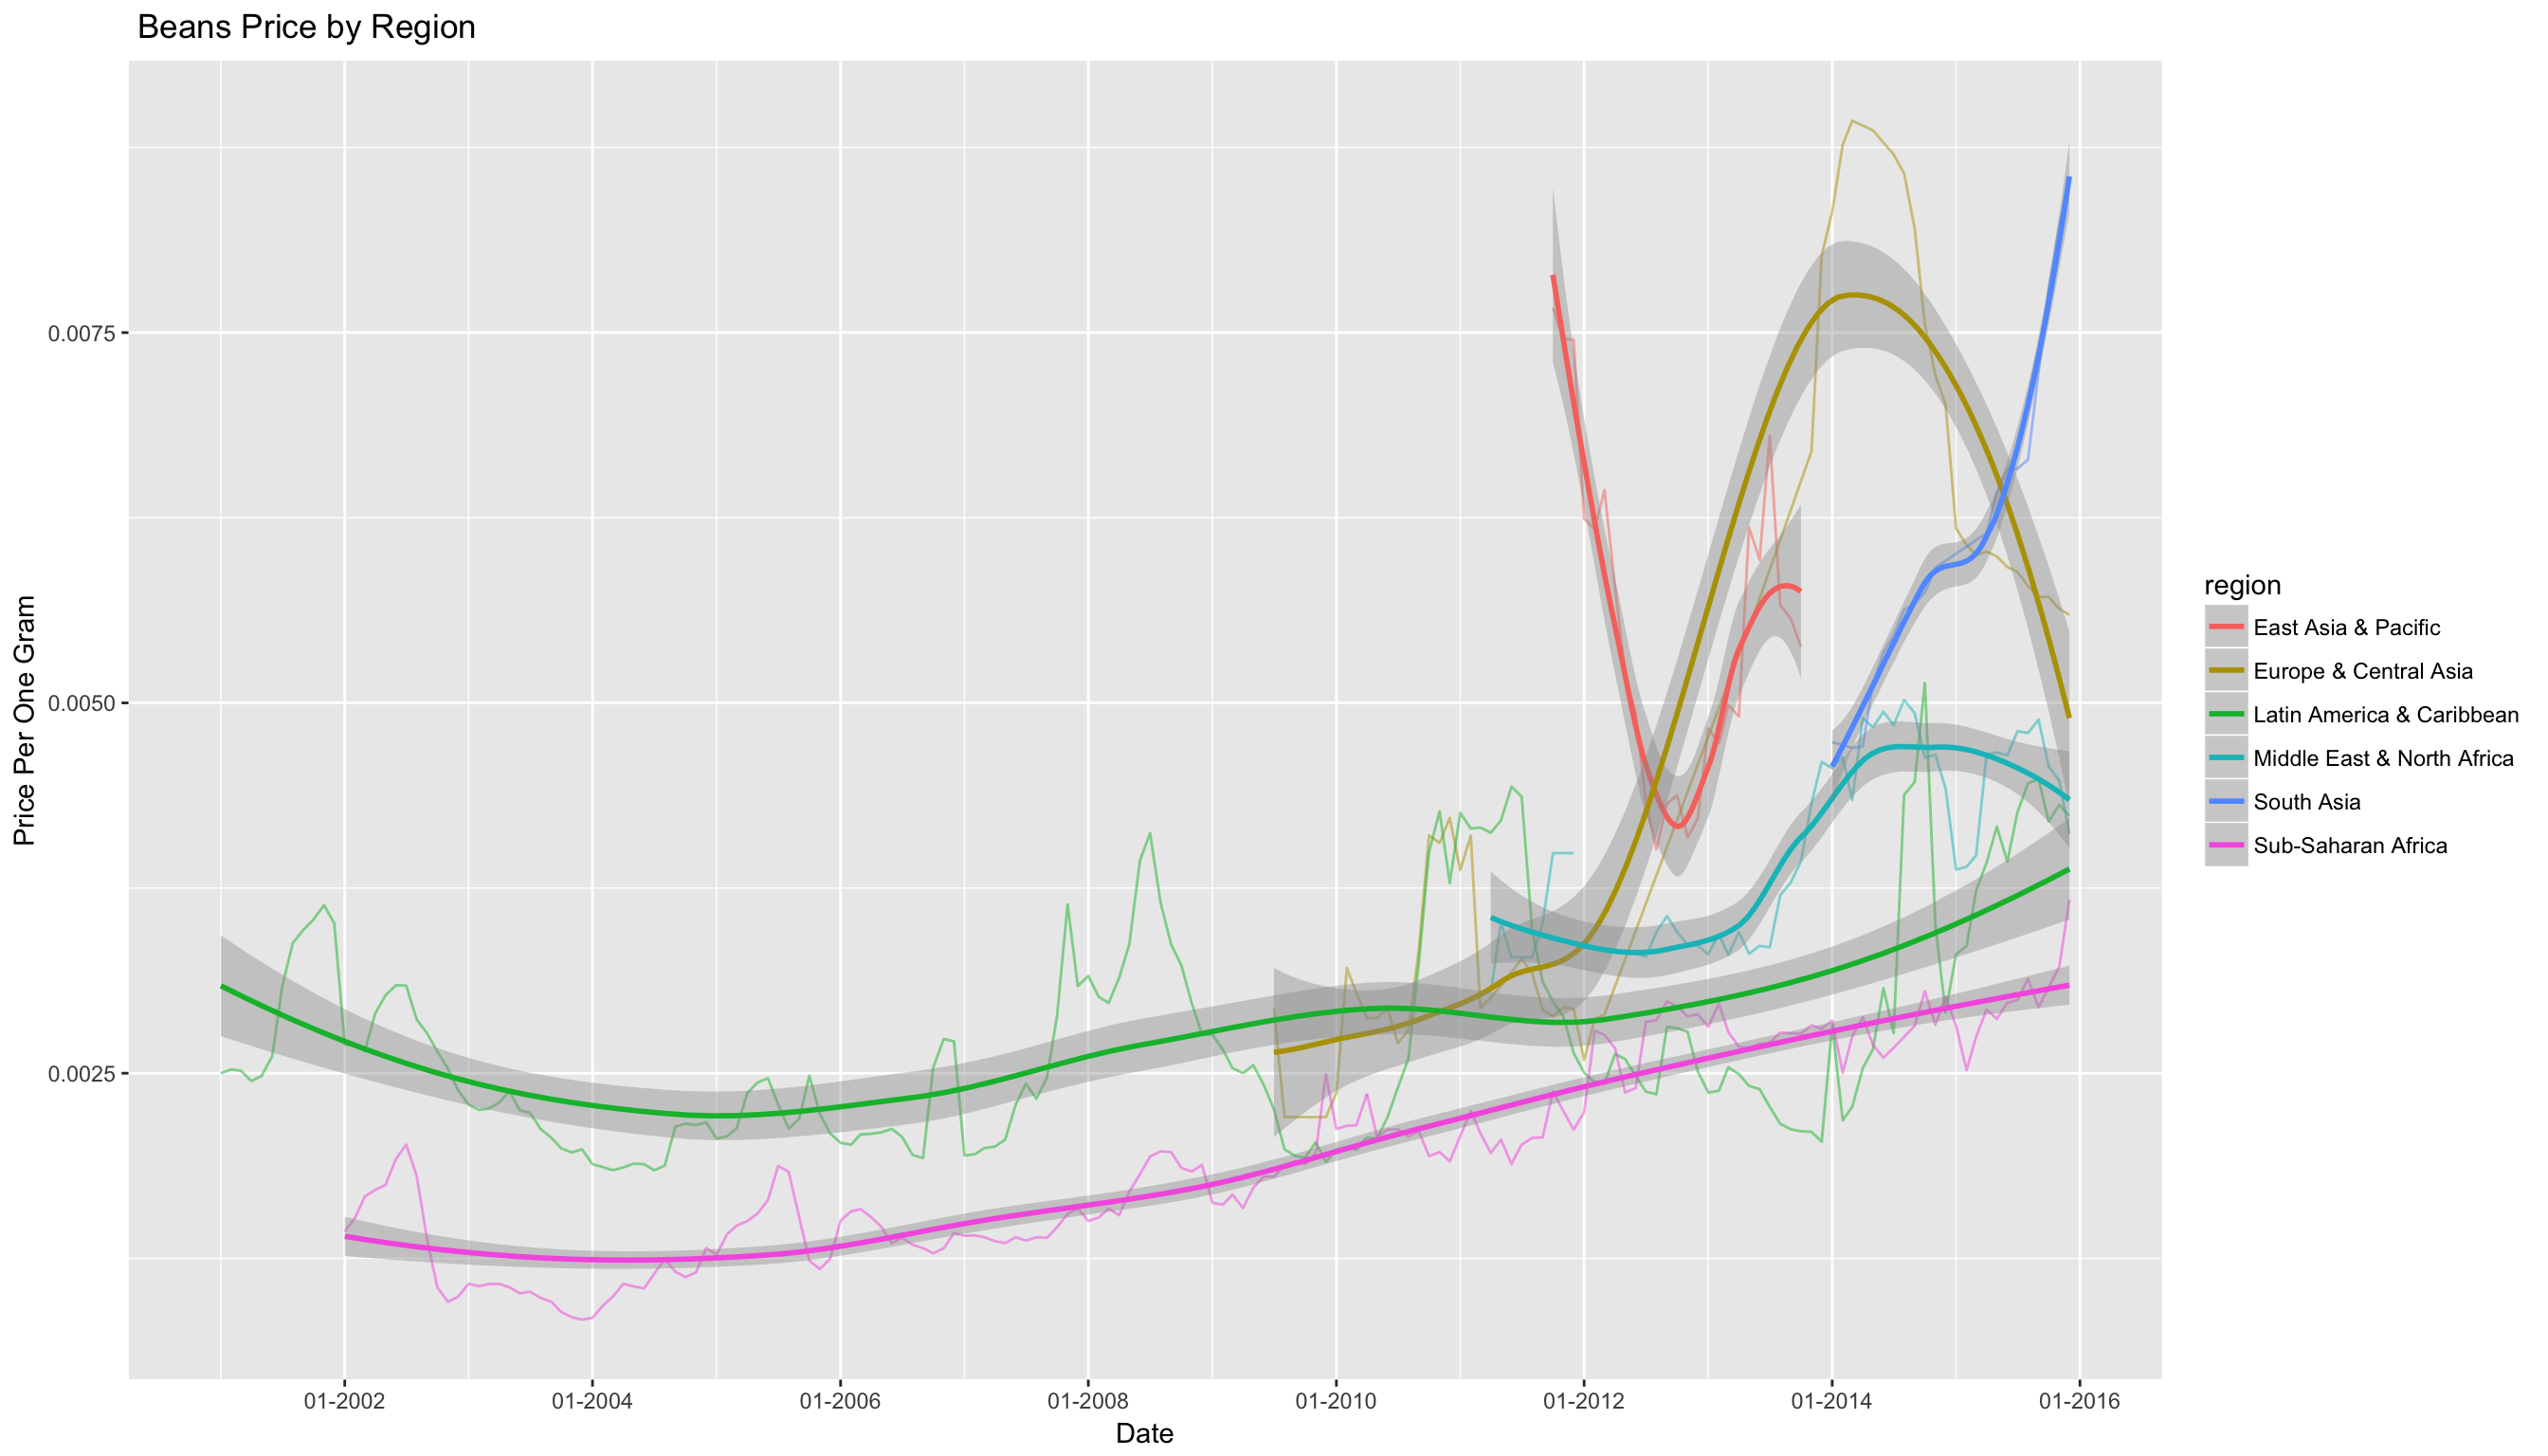 Beans Price by Region
Price Per One Gram
0.0075
0.0050
0.0025
01-2002
01-2004
01-2006
01-2008
01-2010
01-2012
01-2014
01-2016
Date
region
East Asia & Pacific
Europe & Central Asia
Latin America & Caribbean
Middle East & North Africa
South Asia
Sub-Saharan Africa